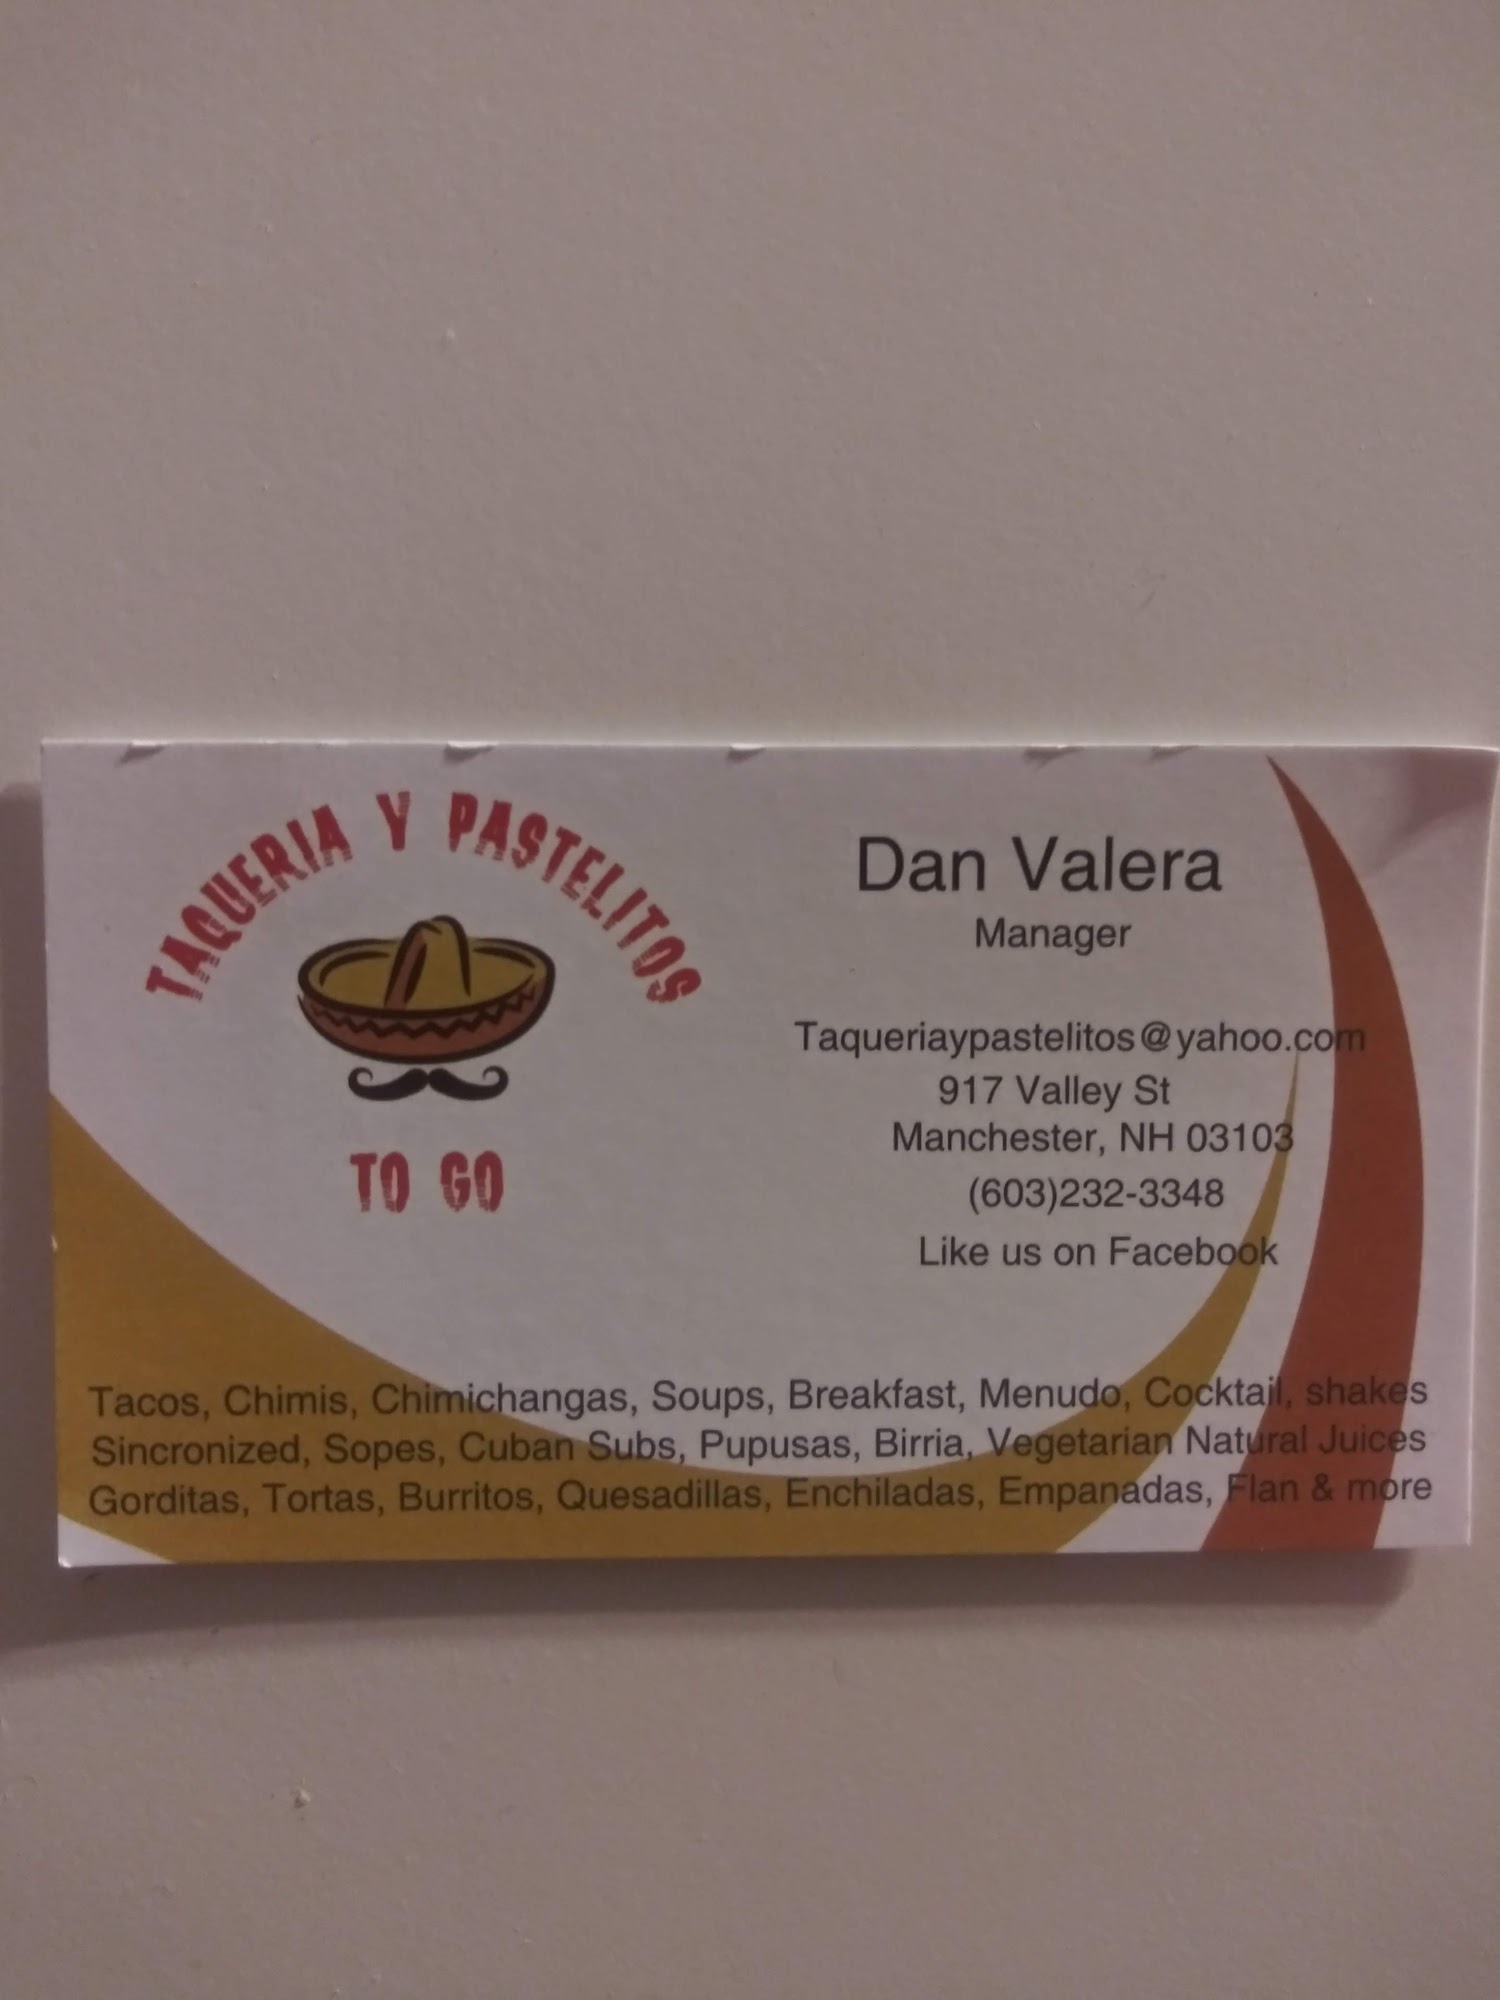 TAQUERIA Y PASTELITOS
TO GO
Dan Valera
Manager
Taqueriaypastelitos@yahoo.com
917 Valley St
Manchester, NH 03103
(603)232-3348
Like us on Facebook
Tacos, Chimis, Chimichangas, Soups, Breakfast, Menudo, Cocktail, shakes
Sincronized, Sopes, Cuban Subs, Pupusas, Birria, Vegetarian Natural Juices
Gorditas, Tortas, Burritos, Quesadillas, Enchiladas, Empanadas, Flan & more